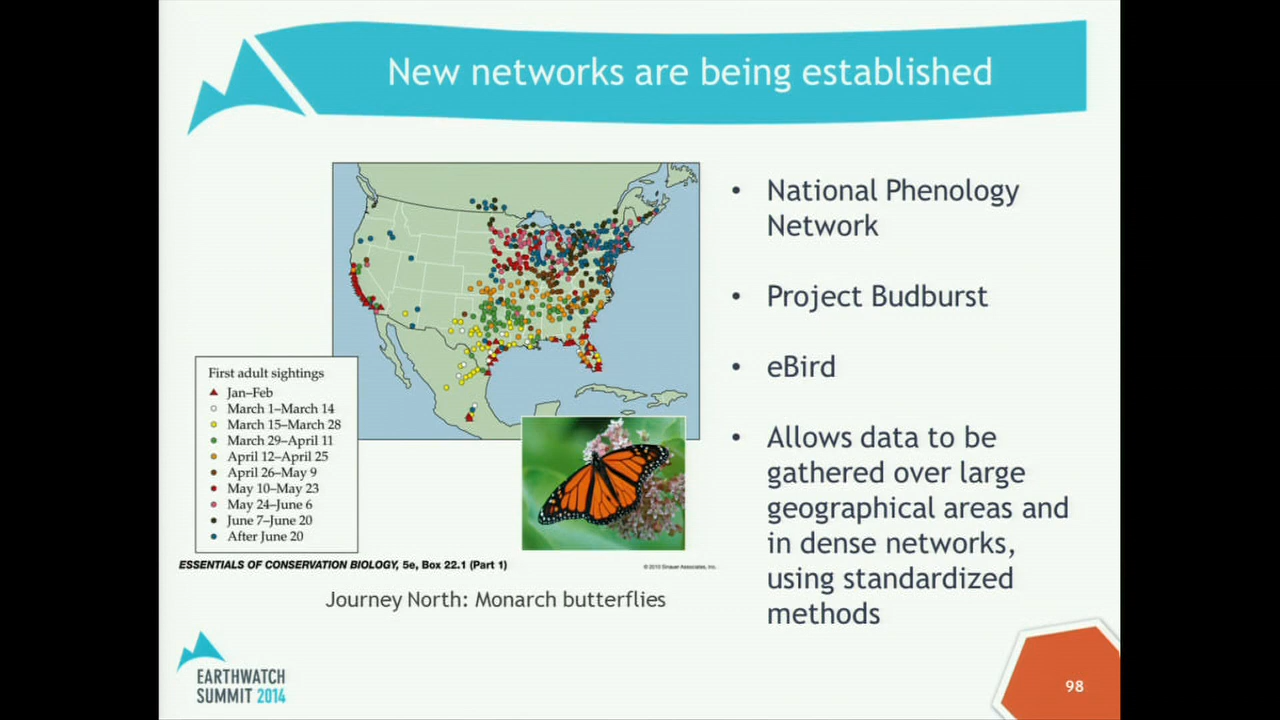 New networks are being established
First adult sightings
Jan–Feb
March 1–March 14
March 15–March 28
March 29–April 11
April 12–April 25
April 26–May 9
May 10–May 23
May 24–June 6
June 7–June 20
After June 20
ESSENTIALS OF CONSERVATION BIOLOGY, 5e, Box 22.1 (Part 1)
© 2010 Sinauer Associates, Inc.
Journey North: Monarch butterflies
• National Phenology
Network
• Project Budburst
• eBird
• Allows data to be
gathered over large
geographical areas and
in dense networks,
using standardized
methods
EARTHWATCH
SUMMIT 2014
98